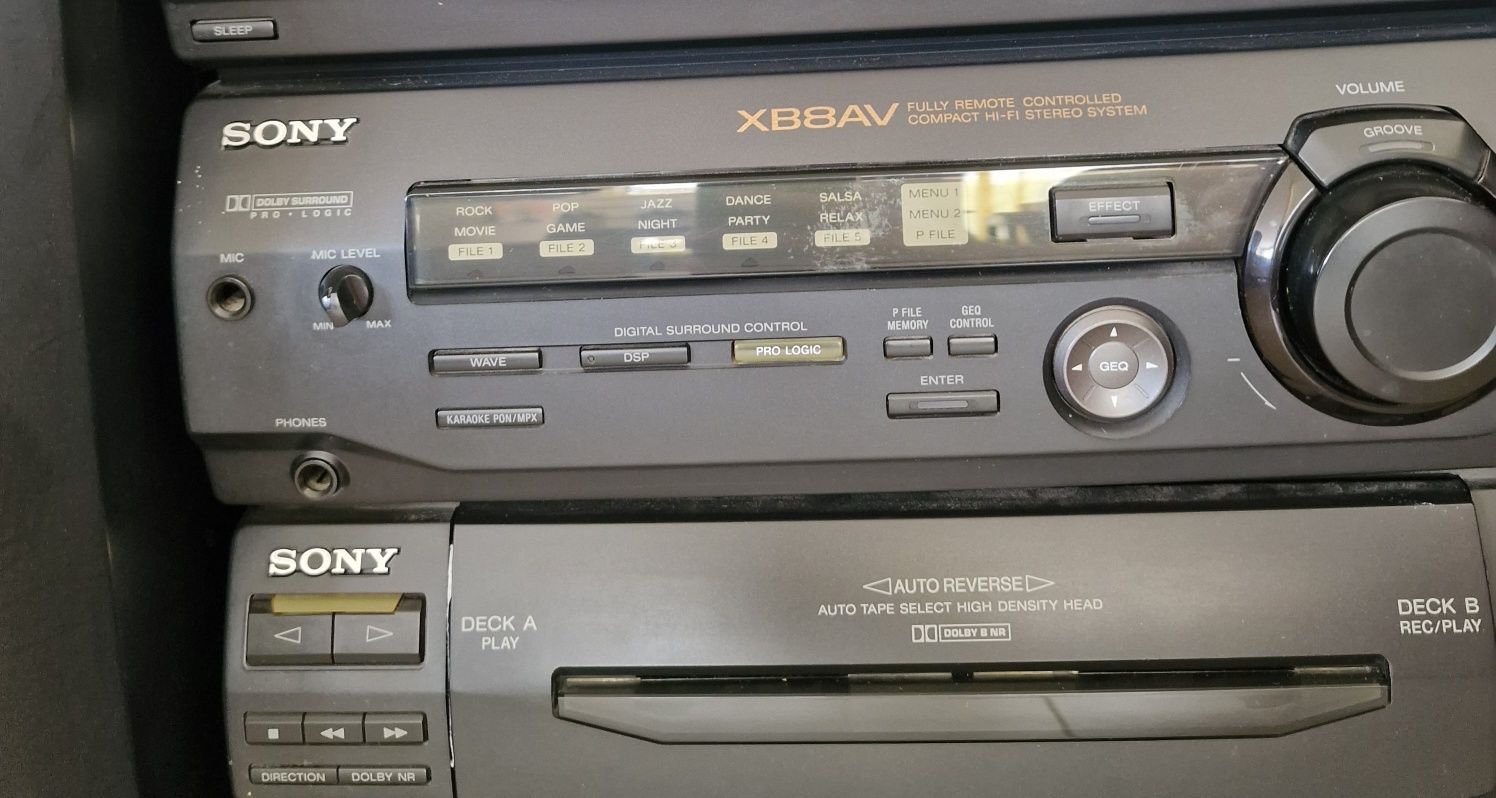 SLEEP
SONY
XB8AV FULLY REMOTE CONTROLLED
COMPACT HI-FI STEREO SYSTEM
VOLUME
GROOVE
DOLBY SURROUND
PRO • LOGIC
ROCK POP JAZZ DANCE SALSA MENU 1
MOVIE GAME NIGHT PARTY RELAX MENU 2
FILE 1 FILE 2 FILE 3 FILE 4 FILE 5 P FILE
EFFECT
MIC
MIC LEVEL
MIN MAX
DIGITAL SURROUND CONTROL
WAVE DSP PRO LOGIC
P FILE
MEMORY
GEQ
CONTROL
ENTER
GEQ
KARAOKE PON/MPX
PHONES
SONY
DECK A
PLAY
◁AUTO REVERSE▷
AUTO TAPE SELECT HIGH DENSITY HEAD
DOLBY B NR
DECK B
REC/PLAY
DIRECTION DOLBY NR